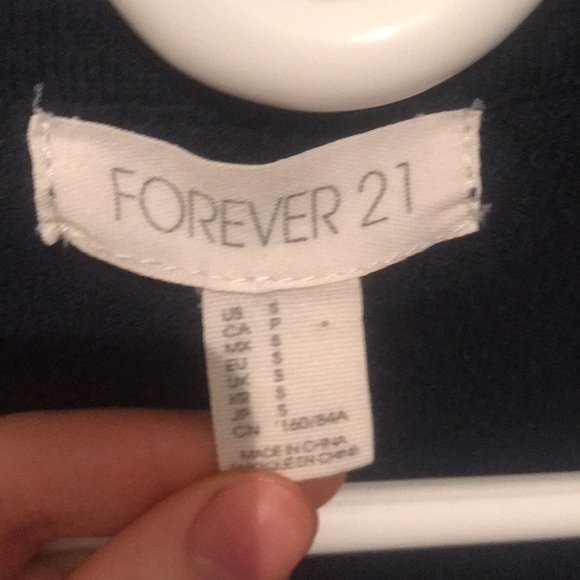 FOREVER 21
US S
CA P
MX S
EU S
UK S
KR S
JP S
CN 160/84A
MADE IN CHINA